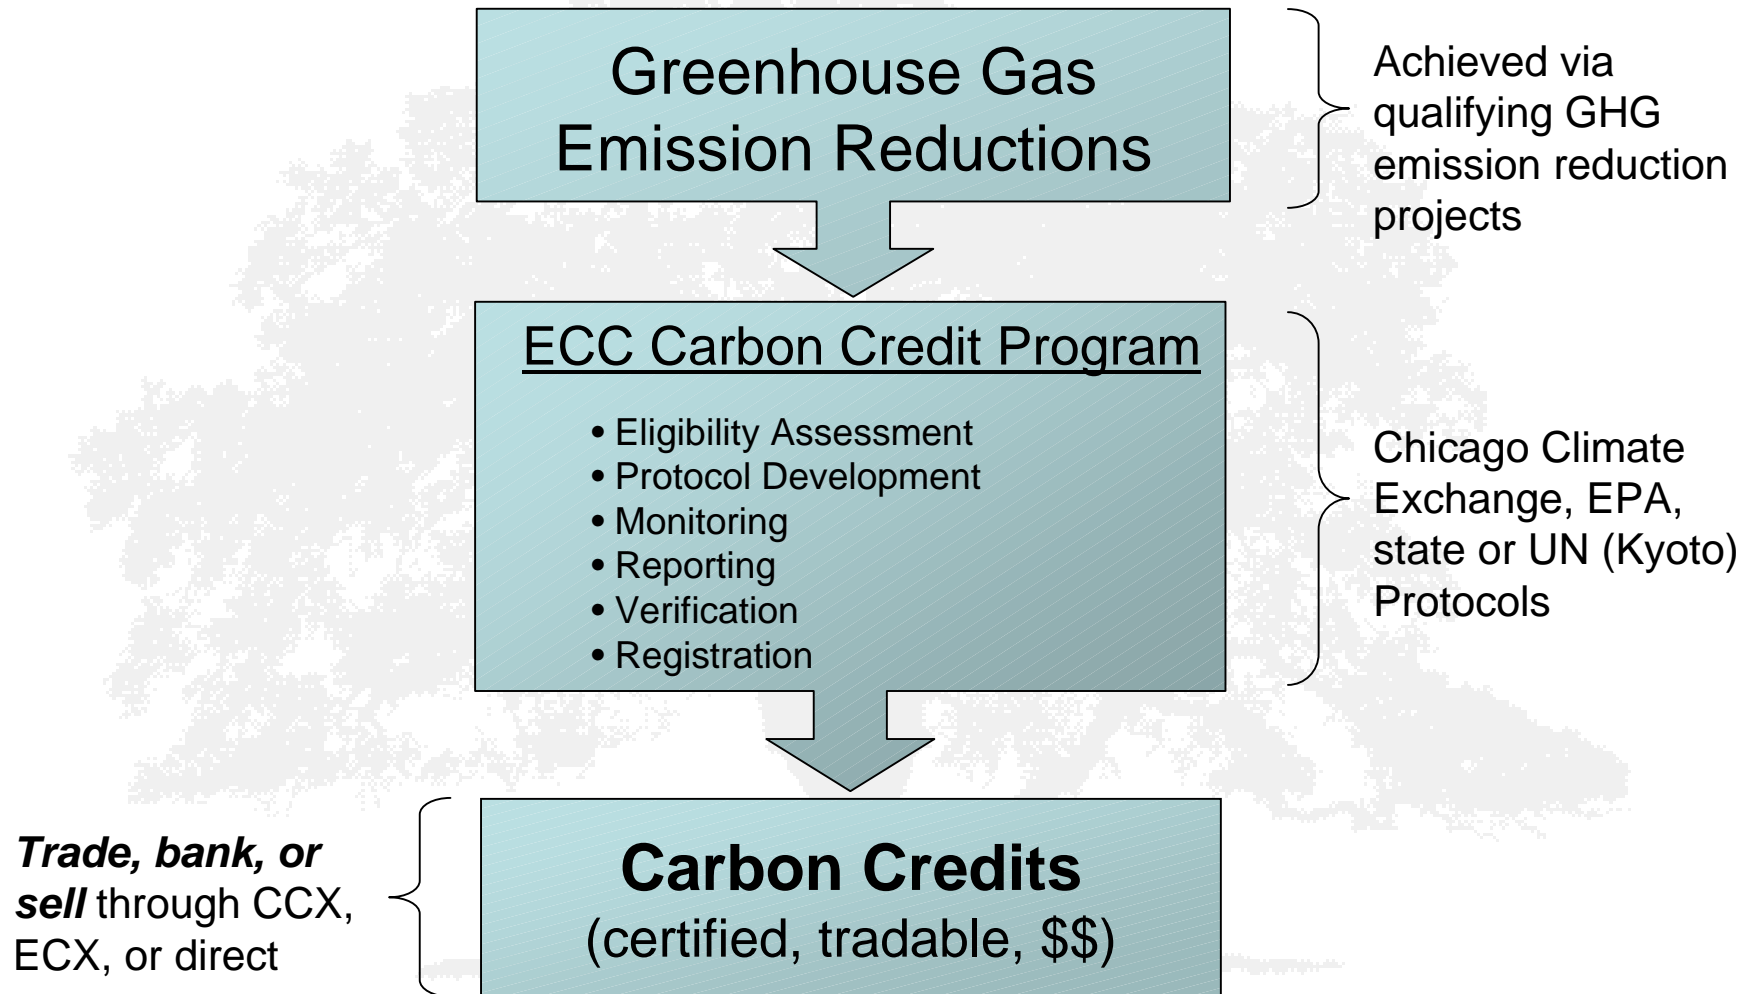 Greenhouse Gas
Emission Reductions
Achieved via
qualifying GHG
emission reduction
projects
ECC Carbon Credit Program
• Eligibility Assessment
• Protocol Development
• Monitoring
• Reporting
• Verification
• Registration
Chicago Climate
Exchange, EPA,
state or UN (Kyoto)
Protocols
Trade, bank, or
sell through CCX,
ECX, or direct
Carbon Credits
(certified, tradable, $$)